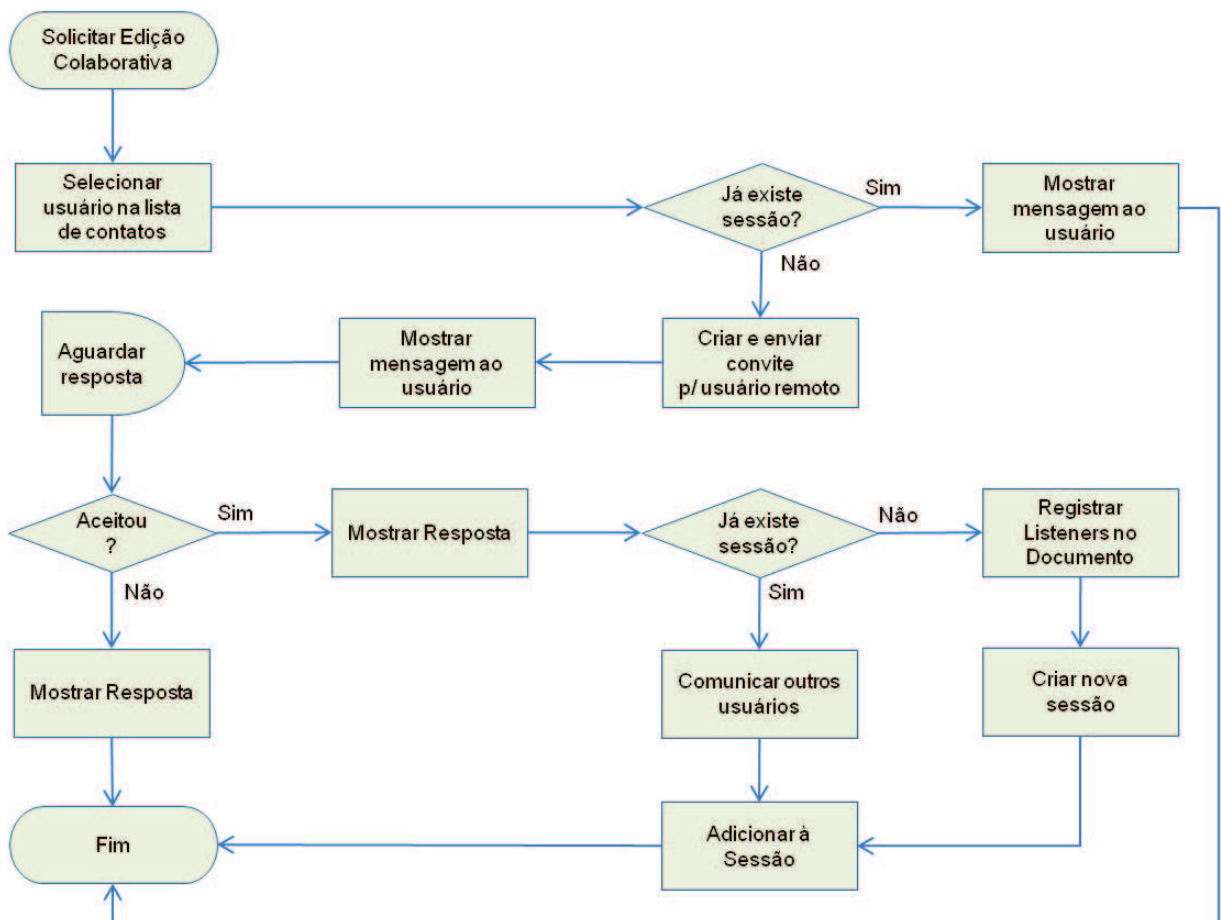 Solicitar Edição
Colaborativa
Selecionar
usuário na lista
de contatos
Já existe
sessão?
Sim
Mostrar
mensagem ao
usuário
Não
Aguardar
resposta
Mostrar
mensagem ao
usuário
Criar e enviar
convite
p/ usuário remoto
Aceitou
?
Sim
Mostrar Resposta
Já existe
sessão?
Não
Registrar
Listeners no
Documento
Não
Sim
Mostrar Resposta
Comunicar outros
usuários
Criar nova
sessão
Fim
Adicionar à
Sessão